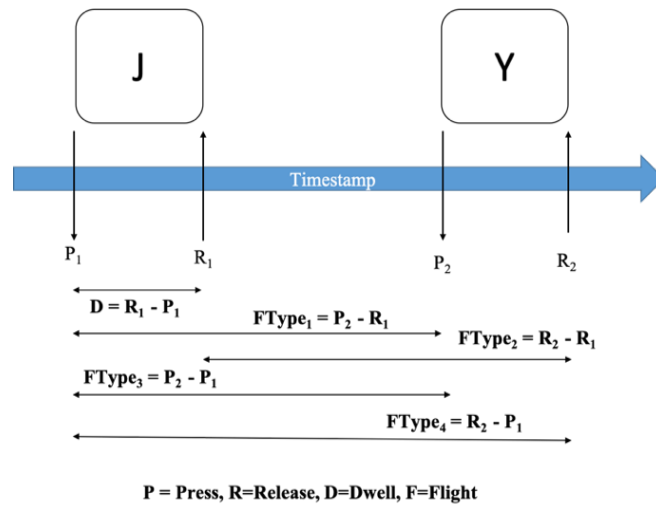 J Y
Timestamp
P₁ R₁ P₂ R₂
D = R₁ - P₁
FType₁ = P₂ - R₁
FType₂ = R₂ - R₁
FType₃ = P₂ - P₁
FType₄ = R₂ - P₁
P = Press, R=Release, D=Dwell, F=Flight